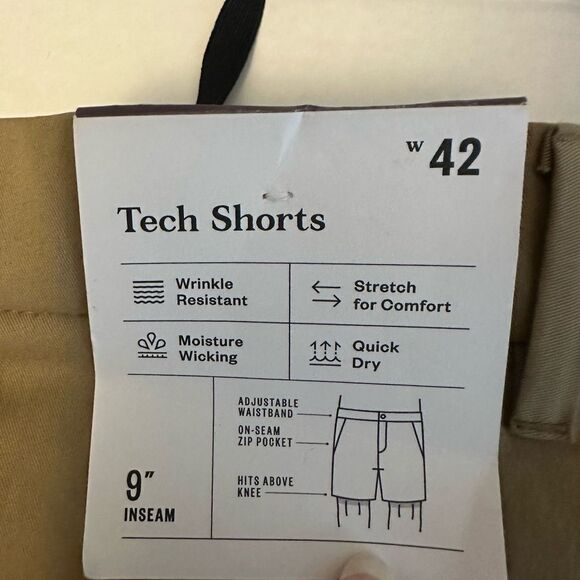 w 42
Tech Shorts
Wrinkle
Resistant
Stretch
for Comfort
Moisture
Wicking
Quick
Dry
ADJUSTABLE
WAISTBAND
ON-SEAM
ZIP POCKET
HITS ABOVE
KNEE
9"
INSEAM